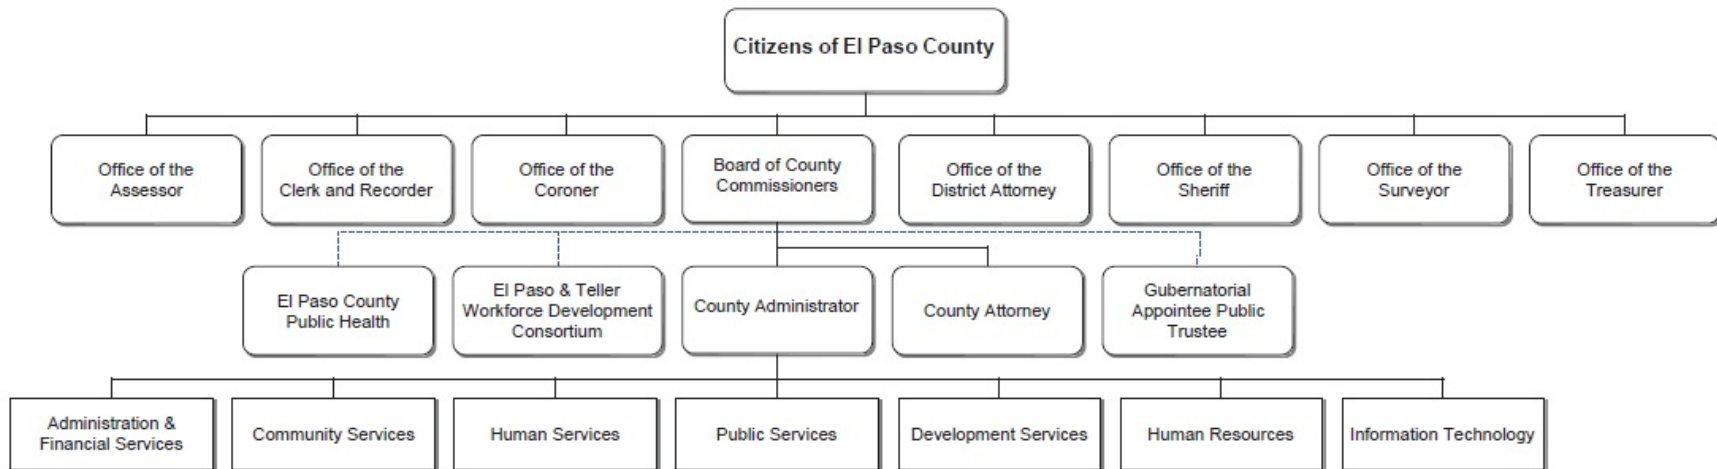 Citizens of El Paso County
Office of the
Assessor
Office of the
Clerk and Recorder
Office of the
Coroner
Board of County
Commissioners
Office of the
District Attorney
Office of the
Sheriff
Office of the
Surveyor
Office of the
Treasurer
El Paso County
Public Health
El Paso & Teller
Workforce Development
Consortium
County Administrator
County Attorney
Gubernatorial
Appointee Public
Trustee
Administration &
Financial Services
Community Services
Human Services
Public Services
Development Services
Human Resources
Information Technology